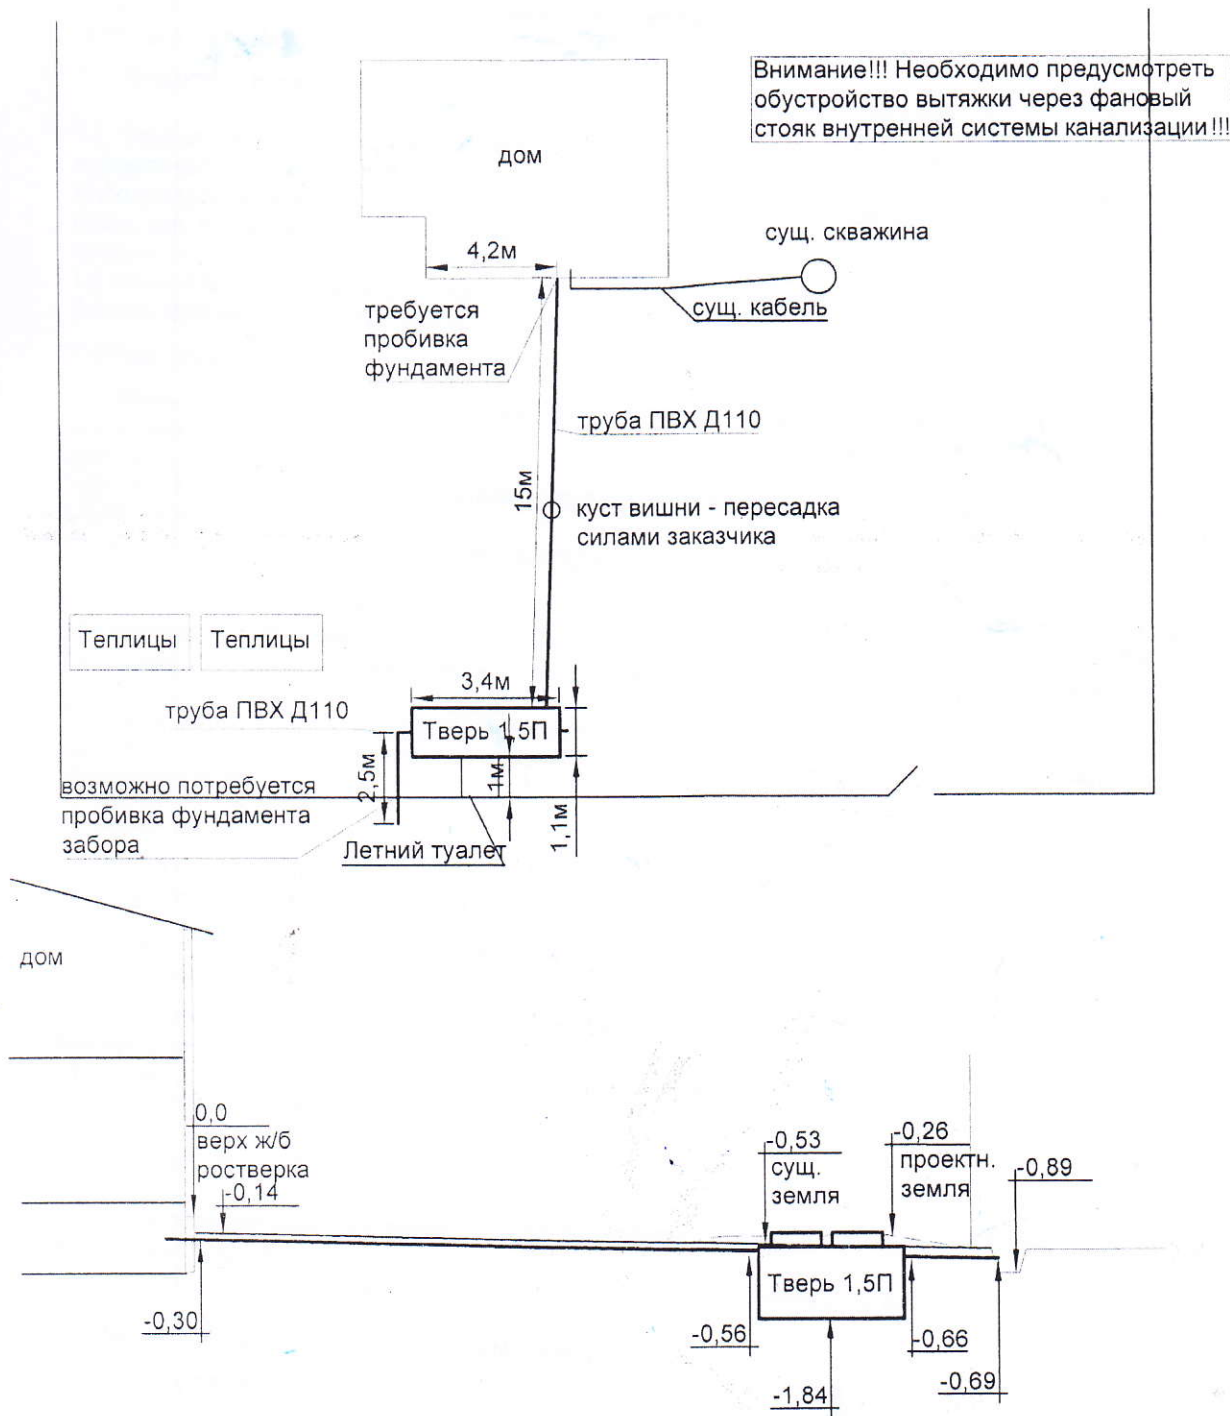 Внимание!!! Необходимо предусмотреть
обустройство вытяжки через фановый
стояк внутренней системы канализации!!!
дом
сущ. скважина
4,2м
сущ. кабель
требуется
пробивка
фундамента
труба ПВХ Д110
15м
куст вишни - пересадка
силами заказчика
Теплицы
Теплицы
3,4м
труба ПВХ Д110
Тверь 1,5П
2,5м
1м
1,1м
возможно потребуется
пробивка фундамента
забора
Летний туалет
дом
0,0
верх ж/б
ростверка
-0,14
-0,53
сущ.
земля
-0,26
проектн.
земля
-0,89
Тверь 1,5П
-0,30
-0,56
-0,66
-1,84
-0,69